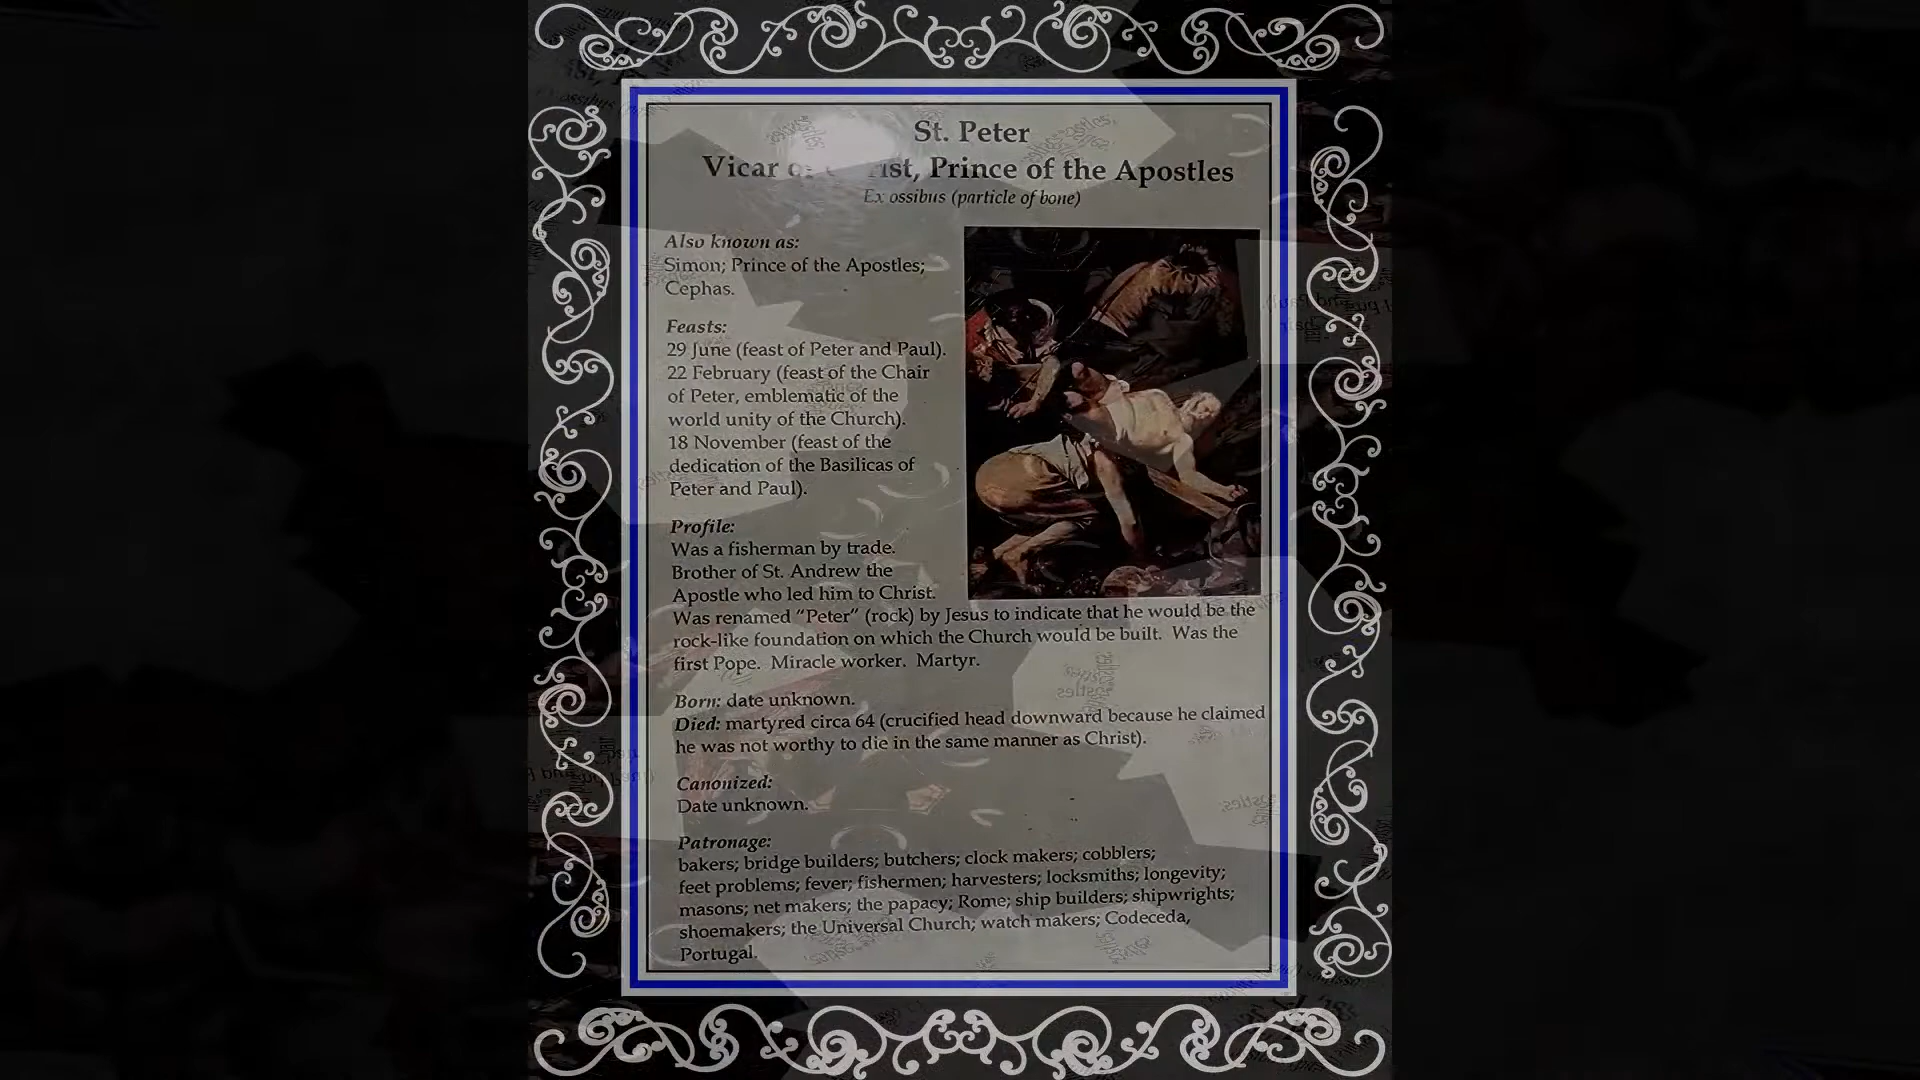 St. Peter
Vicar of Christ, Prince of the Apostles
Ex ossibus (particle of bone)
Also known as:
Simon; Prince of the Apostles;
Cephas.
Feasts:
29 June (feast of Peter and Paul).
22 February (feast of the Chair
of Peter, emblematic of the
world unity of the Church).
18 November (feast of the
dedication of the Basilicas of
Peter and Paul).
Profile:
Was a fisherman by trade.
Brother of St. Andrew the
Apostle who led him to Christ.
Was renamed "Peter" (rock) by Jesus to indicate that he would be the
rock-like foundation on which the Church would be built. Was the
first Pope. Miracle worker. Martyr.
Born: date unknown.
Died: martyred circa 64 (crucified head downward because he claimed
he was not worthy to die in the same manner as Christ).
Canonized:
Date unknown.
Patronage:
bakers; bridge builders; butchers; clock makers; cobblers;
feet problems; fever; fishermen; harvesters; locksmiths; longevity;
masons; net makers; the papacy; Rome; ship builders; shipwrights;
shoemakers; the Universal Church; watch makers; Codeceda,
Portugal.